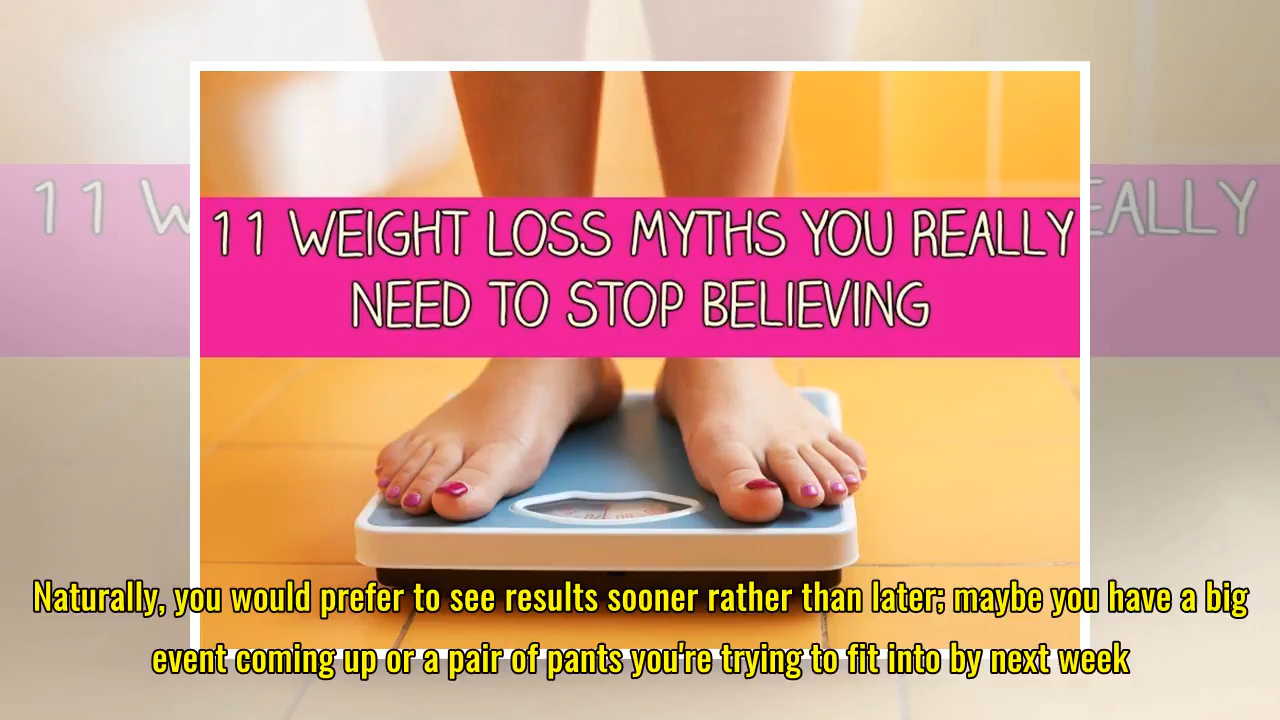 11 WEIGHT LOSS MYTHS YOU REALLY
NEED TO STOP BELIEVING
11 W
EALLY
Naturally, you would prefer to see results sooner rather than later; maybe you have a big
event coming up or a pair of pants you're trying to fit into by next week